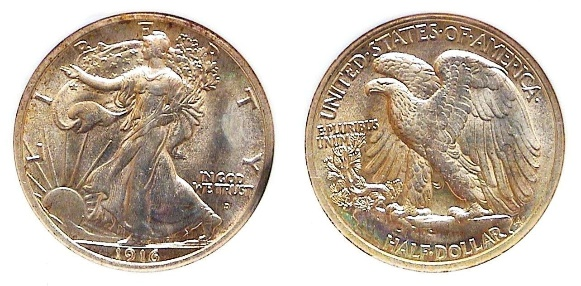 LIBERTY
IN GOD
WE TRUST
D
1916
UNITED·STATES·OF·AMERICA·
E PLURIBUS
UNUM
HALF·DOLLAR